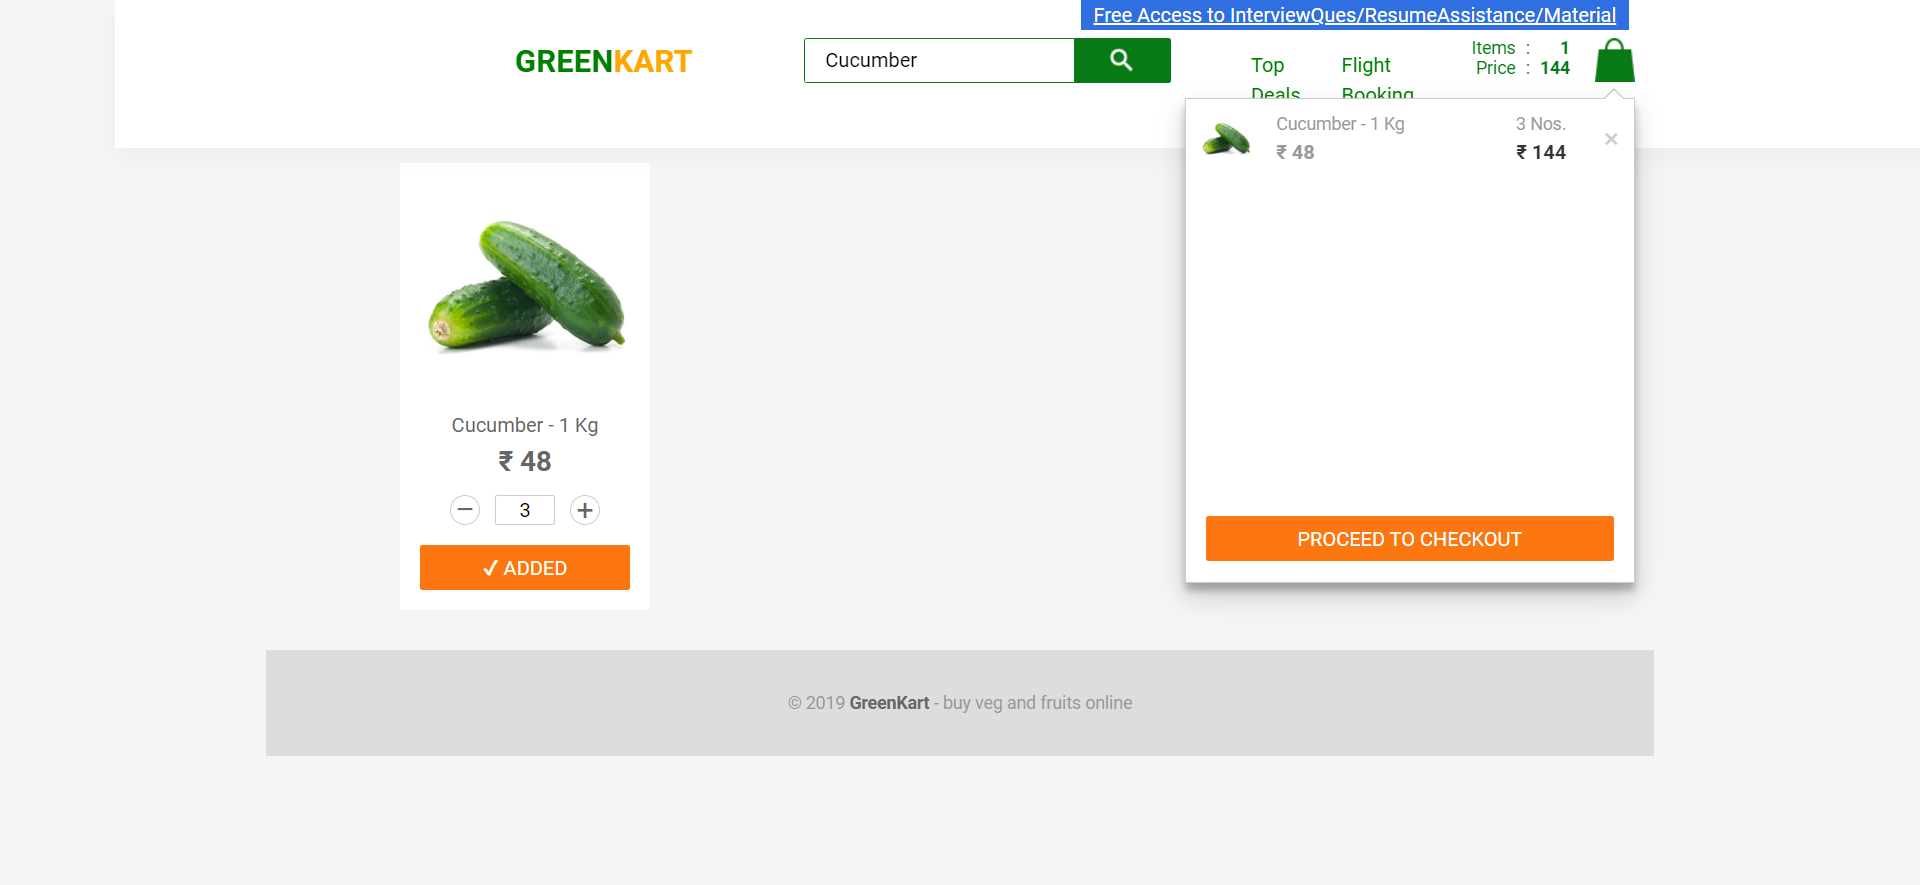 Free Access to InterviewQues/ResumeAssistance/Material
GREENKART
Cucumber
Top Deals
Flight Booking
Items : 1
Price : 144
Cucumber - 1 Kg
3 Nos.
₹ 48
₹ 144
×
PROCEED TO CHECKOUT
Cucumber - 1 Kg
₹ 48
− 3 +
✓ ADDED
© 2019 GreenKart - buy veg and fruits online